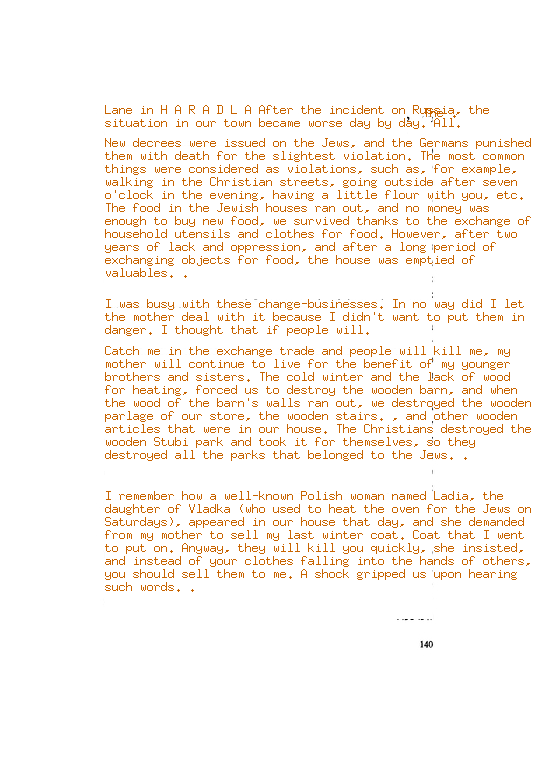 Lane in H A R A D L A After the incident on Russia, the
situation in our town became worse day by day. All.
New decrees were issued on the Jews, and the Germans punished
them with death for the slightest violation. The most common
things were considered as violations, such as, for example,
walking in the Christian streets, going outside after seven
o'clock in the evening, having a little flour with you, etc.
The food in the Jewish houses ran out, and no money was
enough to buy new food, we survived thanks to the exchange of
household utensils and clothes for food. However, after two
years of lack and oppression, and after a long period of
exchanging objects for food, the house was emptied of
valuables. .
I was busy with these change-businesses. In no way did I let
the mother deal with it because I didn't want to put them in
danger. I thought that if people will.
Catch me in the exchange trade and people will kill me, my
mother will continue to live for the benefit of my younger
brothers and sisters. The cold winter and the lack of wood
for heating, forced us to destroy the wooden barn, and when
the wood of the barn's walls ran out, we destroyed the wooden
parlage of our store, the wooden stairs. , and other wooden
articles that were in our house. The Christians destroyed the
wooden Stubi park and took it for themselves, so they
destroyed all the parks that belonged to the Jews. .
I remember how a well-known Polish woman named Ladia, the
daughter of Vladka (who used to heat the oven for the Jews on
Saturdays), appeared in our house that day, and she demanded
from my mother to sell my last winter coat. Coat that I went
to put on. Anyway, they will kill you quickly, she insisted,
and instead of your clothes falling into the hands of others,
you should sell them to me. A shock gripped us upon hearing
such words. .
140